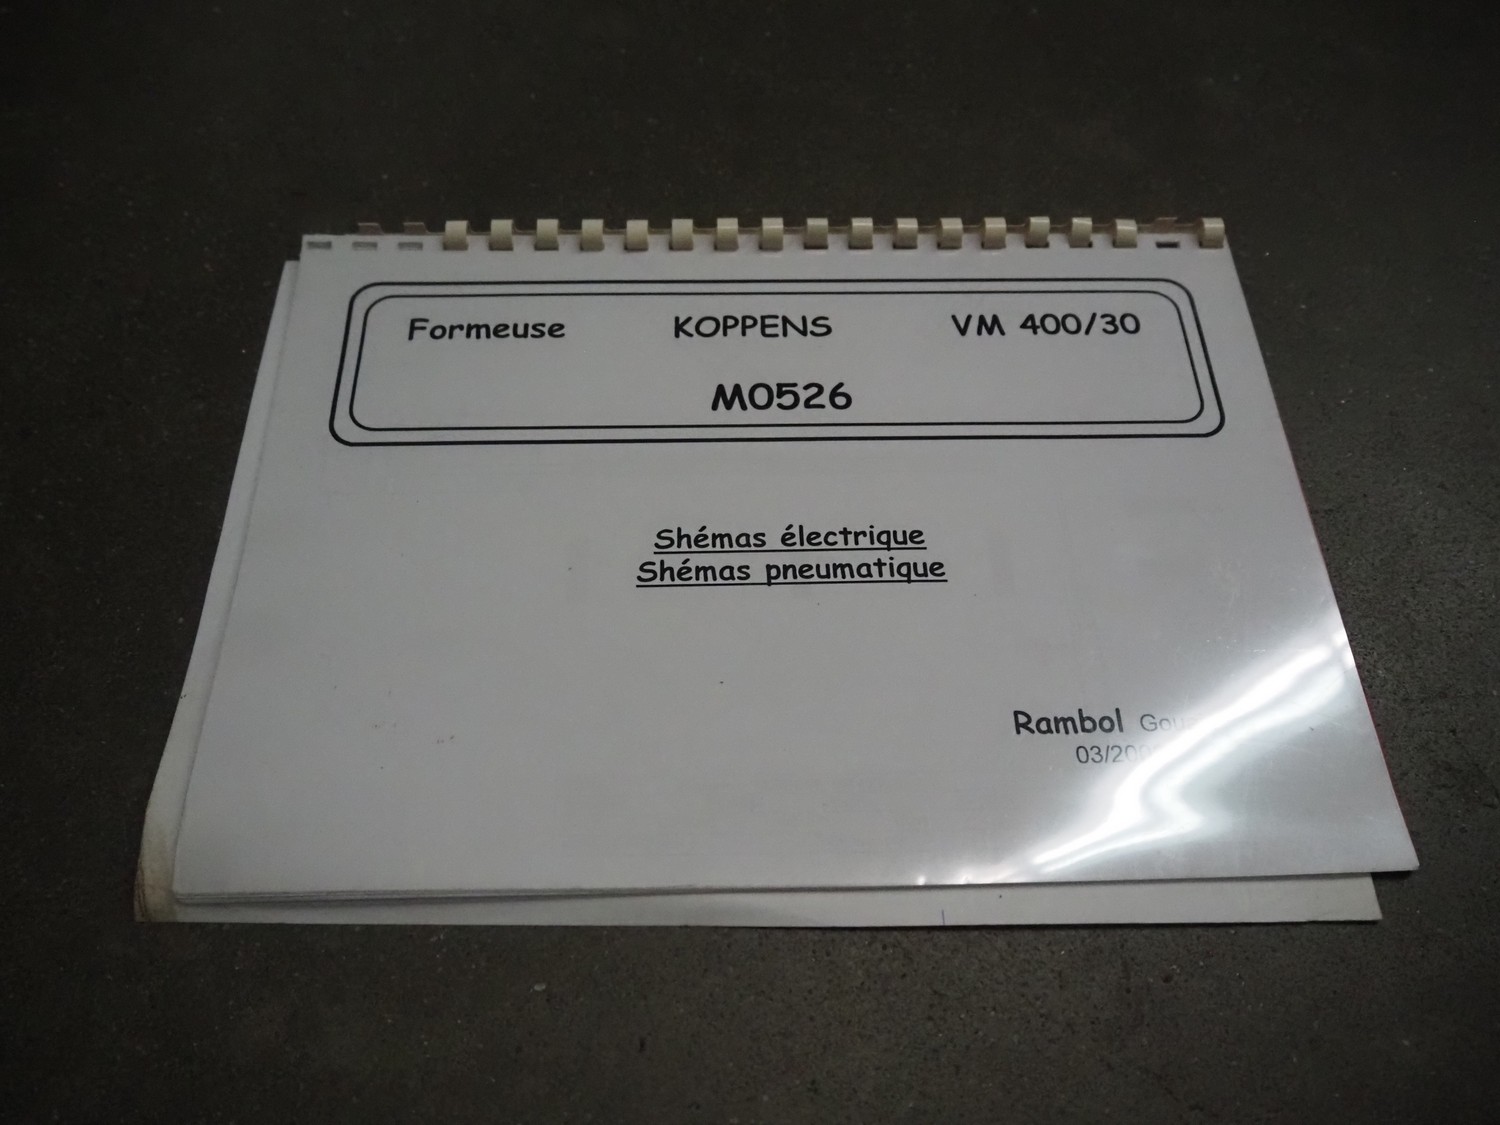 Formeuse KOPPENS VM 400/30
M0526
Shémas électrique
Shémas pneumatique
Rambol